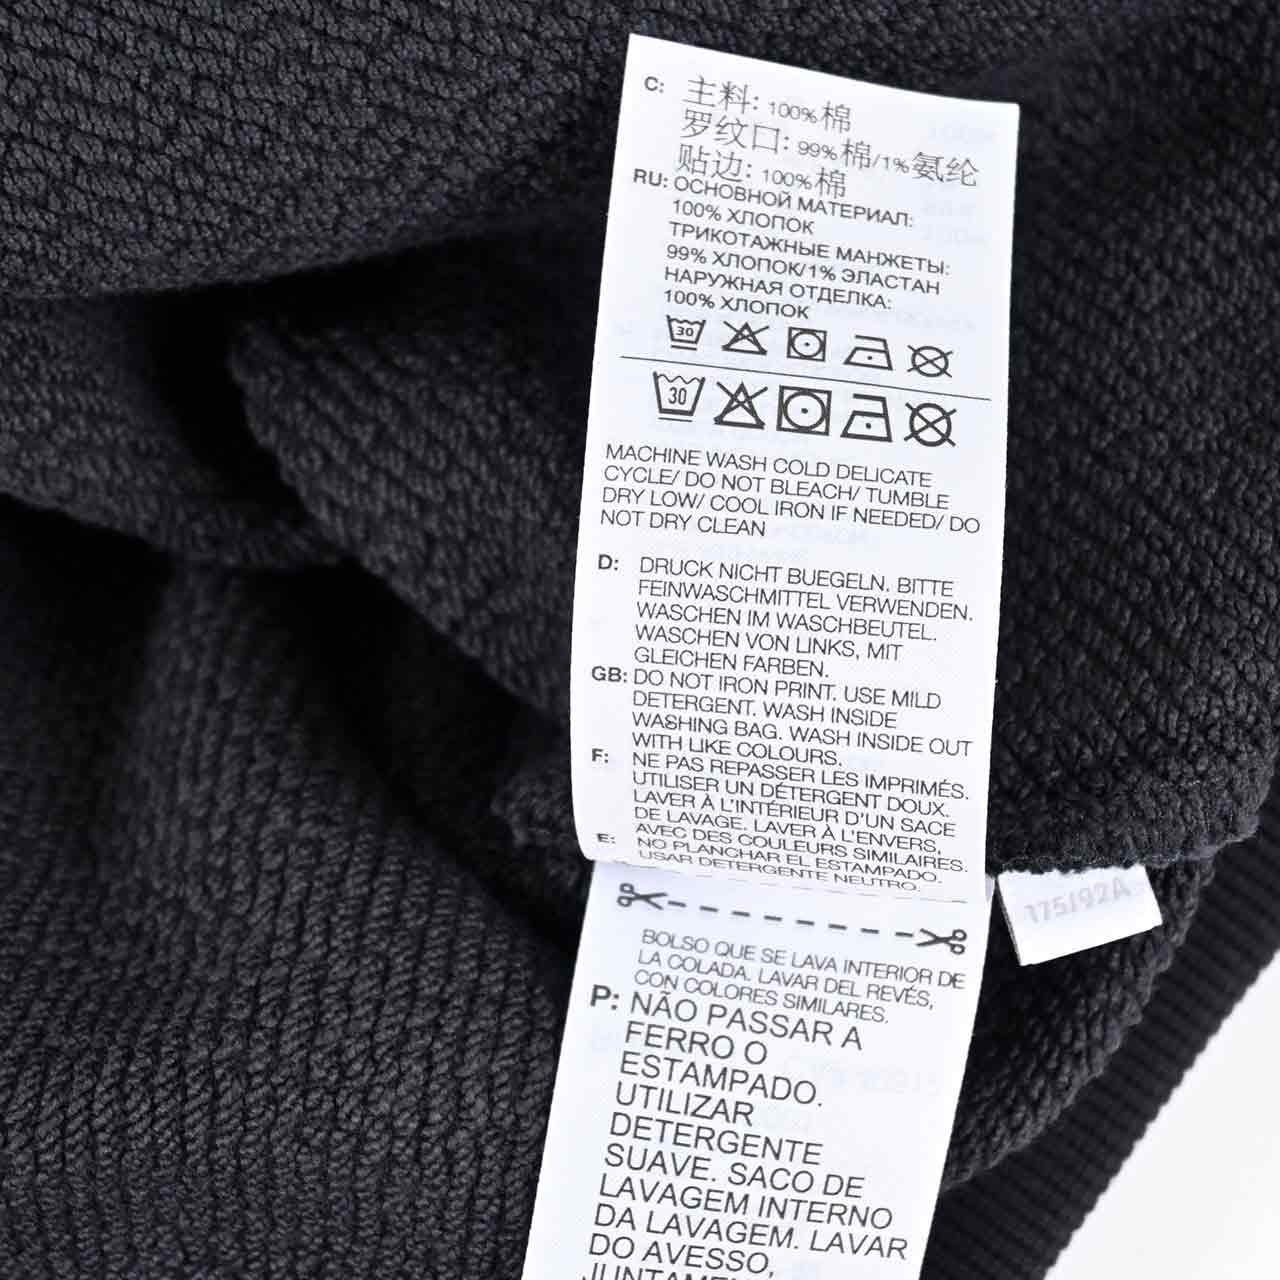 C: 主料: 100%棉
罗纹口: 99%棉/1%氨纶
贴边: 100%棉
RU: ОСНОВНОЙ МАТЕРИАЛ:
100% ХЛОПОК
ТРИКОТАЖНЫЕ МАНЖЕТЫ:
99% ХЛОПОК/1% ЭЛАСТАН
НАРУЖНАЯ ОТДЕЛКА:
100% ХЛОПОК
30
30
MACHINE WASH COLD DELICATE
CYCLE/ DO NOT BLEACH/ TUMBLE
DRY LOW/ COOL IRON IF NEEDED/ DO
NOT DRY CLEAN
D: DRUCK NICHT BUEGELN. BITTE
FEINWASCHMITTEL VERWENDEN.
WASCHEN IM WASCHBEUTEL.
WASCHEN VON LINKS, MIT
GLEICHEN FARBEN.
GB: DO NOT IRON PRINT. USE MILD
DETERGENT. WASH INSIDE
WASHING BAG. WASH INSIDE OUT
WITH LIKE COLOURS.
F: NE PAS REPASSER LES IMPRIMÉS.
UTILISER UN DÉTERGENT DOUX.
LAVER À L'INTÉRIEUR D'UN SACE
DE LAVAGE. LAVER À L'ENVERS,
AVEC DES COULEURS SIMILAIRES.
E: NO PLANCHAR EL ESTAMPADO.
USAR DETERGENTE NEUTRO.
175/92A
BOLSO QUE SE LAVA INTERIOR DE
LA COLADA. LAVAR DEL REVÉS,
CON COLORES SIMILARES.
P: NÃO PASSAR A
FERRO O
ESTAMPADO.
UTILIZAR
DETERGENTE
SUAVE. SACO DE
LAVAGEM INTERNO
DA LAVAGEM. LAVAR
DO AVESSO,